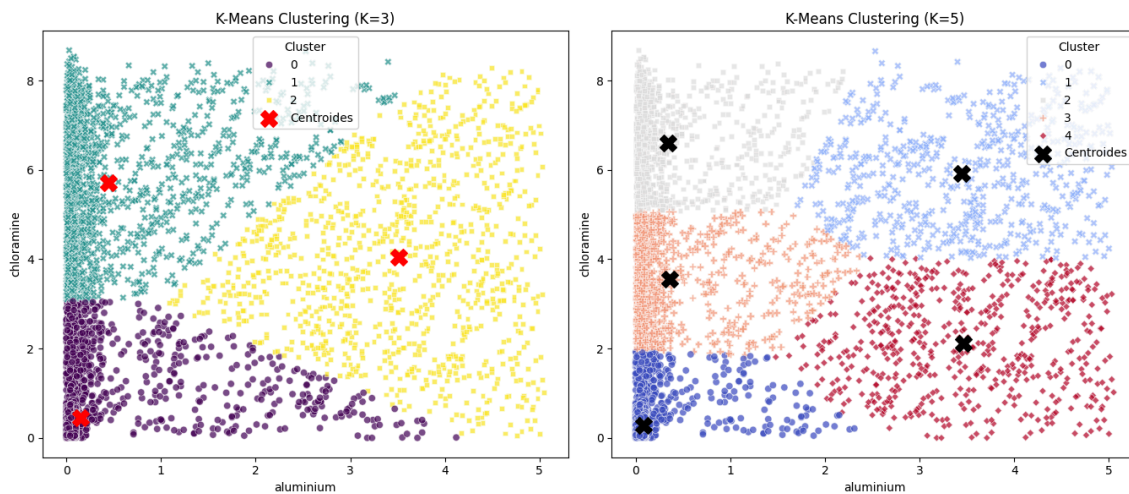 K-Means Clustering (K=3)
chloramine
8
6
4
2
0
0 1 2 3 4 5
aluminium
Cluster
0
1
2
Centroides
K-Means Clustering (K=5)
chloramine
8
6
4
2
0
0 1 2 3 4 5
aluminium
Cluster
0
1
2
3
4
Centroides